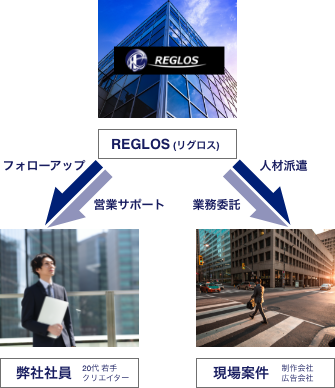 REGLOS
REGLOS (リグロス)
フォローアップ
人材派遣
営業サポート
業務委託
弊社社員
20代 若手
クリエイター
現場案件
制作会社
広告会社